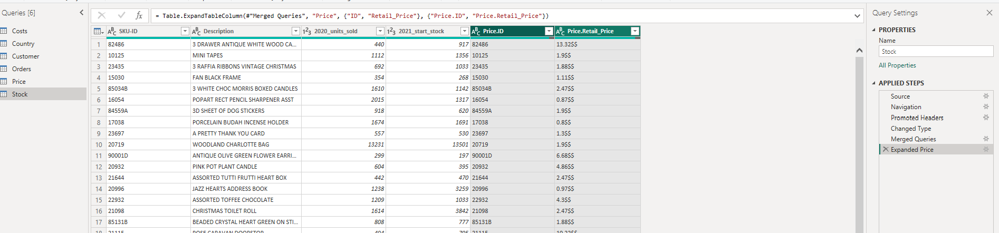 Queries [6]
Costs
Country
Customer
Orders
Price
Stock
fx
= Table.ExpandTableColumn(#"Merged Queries", "Price", {"ID", "Retail_Price"}, {"Price.ID", "Price.Retail_Price"})
ABC SKU-ID ABC Description 123 2020_units_sold 123 2021_start_stock ABC Price.ID ABC Price.Retail_Price
1 82486 3 DRAWER ANTIQUE WHITE WOOD CA... 440 917 82486 13.32$$
2 10125 MINI TAPES 1112 1356 10125 1.9$$
3 23435 3 RAFFIA RIBBONS VINTAGE CHRISTMAS 692 1033 23435 1.88$$
4 15030 FAN BLACK FRAME 354 268 15030 1.11$$
5 85034B 3 WHITE CHOC MORRIS BOXED CANDLES 1610 1142 85034B 2.47$$
6 16054 POPART RECT PENCIL SHARPENER ASST 2015 1317 16054 0.87$$
7 84559A 3D SHEET OF DOG STICKERS 918 620 84559A 1.9$$
8 17038 PORCELAIN BUDAH INCENSE HOLDER 1674 1691 17038 0.8$$
9 23697 A PRETTY THANK YOU CARD 557 530 23697 1.3$$
10 20719 WOODLAND CHARLOTTE BAG 13231 13501 20719 1.9$$
11 90001D ANTIQUE OLIVE GREEN FLOWER EARRI... 299 197 90001D 6.68$$
12 20932 PINK POT PLANT CANDLE 604 395 20932 4.86$$
13 21644 ASSORTED TUTTI FRUTTI HEART BOX 442 470 21644 2.47$$
14 20996 JAZZ HEARTS ADDRESS BOOK 1238 3259 20996 0.97$$
15 22932 ASSORTED TOFFEE CHOCOLATE 1209 1033 22932 4.3$$
16 21098 CHRISTMAS TOILET ROLL 1614 3842 21098 2.47$$
17 85131B BEADED CRYSTAL HEART GREEN ON STI... 808 777 85131B 1.88$$
Query Settings
PROPERTIES
Name
Stock
All Properties
APPLIED STEPS
Source
Navigation
Promoted Headers
Changed Type
Merged Queries
Expanded Price